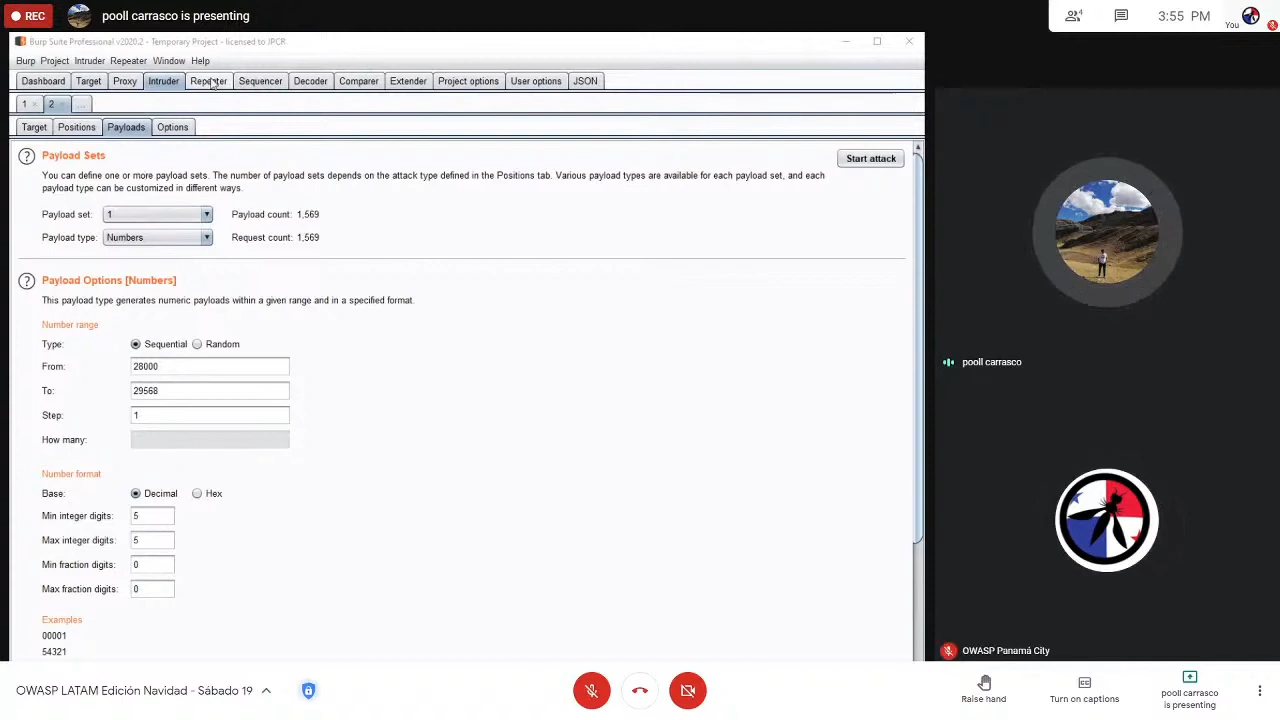 REC
pooll carrasco is presenting
4
3:55 PM
You
Burp Suite Professional v2020.2 - Temporary Project - licensed to JPCR
Burp Project Intruder Repeater Window Help
Dashboard Target Proxy Intruder Repeater Sequencer Decoder Comparer Extender Project options User options JSON
1 × 2 × ...
Target Positions Payloads Options
? Payload Sets
Start attack
You can define one or more payload sets. The number of payload sets depends on the attack type defined in the Positions tab. Various payload types are available for each payload set, and each
payload type can be customized in different ways.
Payload set: 1 Payload count: 1,569
Payload type: Numbers Request count: 1,569
? Payload Options [Numbers]
This payload type generates numeric payloads within a given range and in a specified format.
Number range
Type: Sequential Random
From: 28000
To: 29568
Step: 1
How many:
Number format
Base: Decimal Hex
Min integer digits: 5
Max integer digits: 5
Min fraction digits: 0
Max fraction digits: 0
Examples
00001
54321
pooll carrasco
OWASP Panamá City
OWASP LATAM Edición Navidad - Sábado 19
Raise hand
Turn on captions
pooll carrasco
is presenting